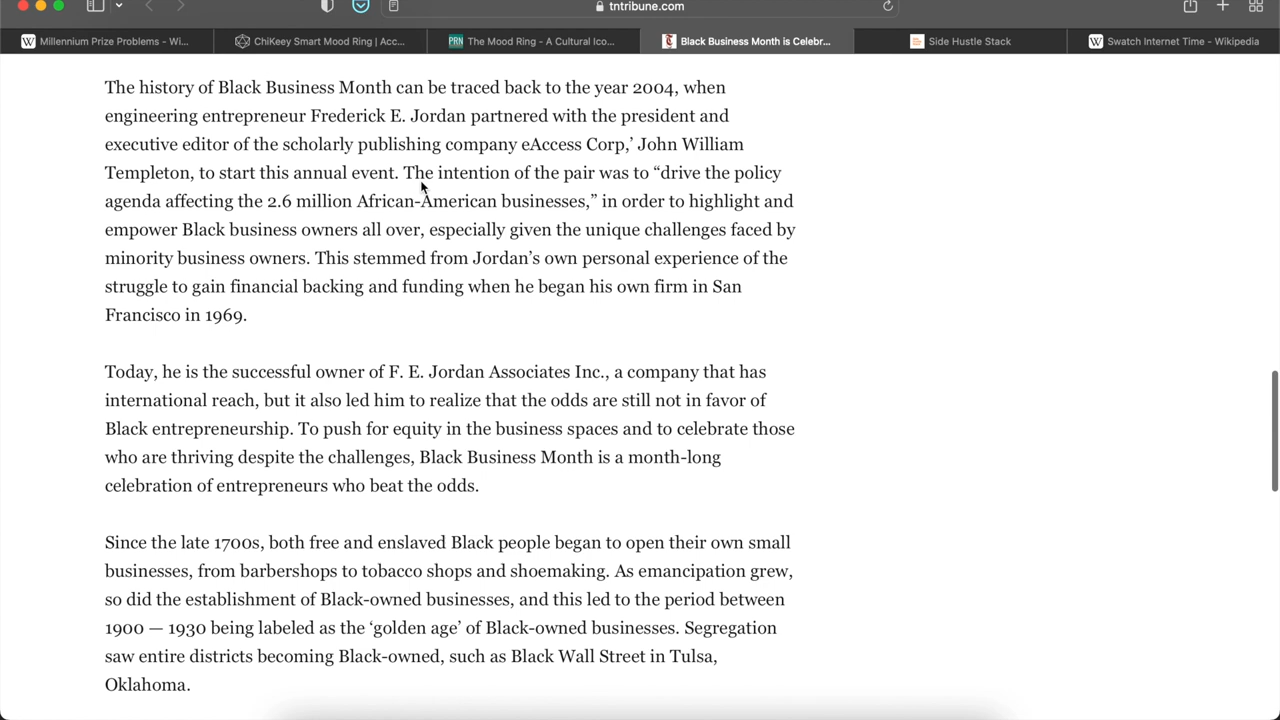 tntribune.com
Millennium Prize Problems - Wi...
ChiKeey Smart Mood Ring | Acc...
PRN The Mood Ring - A Cultural Ico...
Black Business Month is Celebr...
Side Hustle Stack
Swatch Internet Time - Wikipedia
The history of Black Business Month can be traced back to the year 2004, when
engineering entrepreneur Frederick E. Jordan partnered with the president and
executive editor of the scholarly publishing company eAccess Corp,’ John William
Templeton, to start this annual event. The intention of the pair was to “drive the policy
agenda affecting the 2.6 million African-American businesses,” in order to highlight and
empower Black business owners all over, especially given the unique challenges faced by
minority business owners. This stemmed from Jordan’s own personal experience of the
struggle to gain financial backing and funding when he began his own firm in San
Francisco in 1969.
Today, he is the successful owner of F. E. Jordan Associates Inc., a company that has
international reach, but it also led him to realize that the odds are still not in favor of
Black entrepreneurship. To push for equity in the business spaces and to celebrate those
who are thriving despite the challenges, Black Business Month is a month-long
celebration of entrepreneurs who beat the odds.
Since the late 1700s, both free and enslaved Black people began to open their own small
businesses, from barbershops to tobacco shops and shoemaking. As emancipation grew,
so did the establishment of Black-owned businesses, and this led to the period between
1900 — 1930 being labeled as the ‘golden age’ of Black-owned businesses. Segregation
saw entire districts becoming Black-owned, such as Black Wall Street in Tulsa,
Oklahoma.